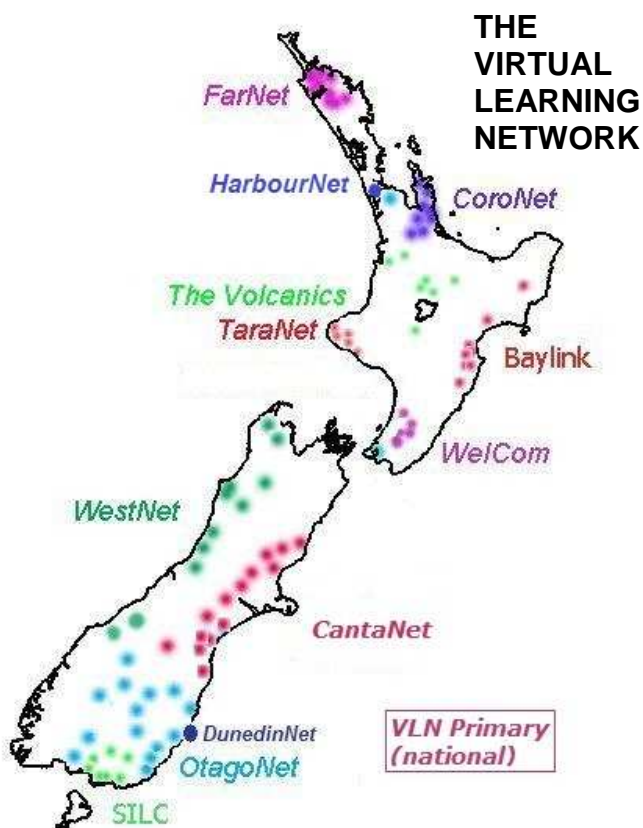 THE
VIRTUAL
LEARNING
NETWORK
FarNet
HarbourNet
CoroNet
The Volcanics
TaraNet
Baylink
WelCom
WestNet
CantaNet
VLN Primary
(national)
DunedinNet
OtagoNet
SILC